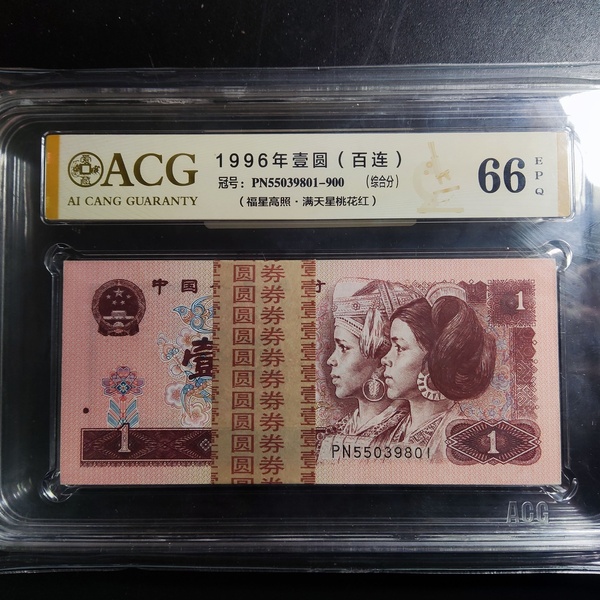 ACG
AI CANG GUARANTY
1996年壹圆（百连）
冠号：PN55039801-900 （综合分）
（福星高照·满天星桃花红）
66
EPQ
中国
壹
圆券
圆券
圆券
圆券
圆券
圆券
圆券
圆券
1
1
1
PN55039801
ACG